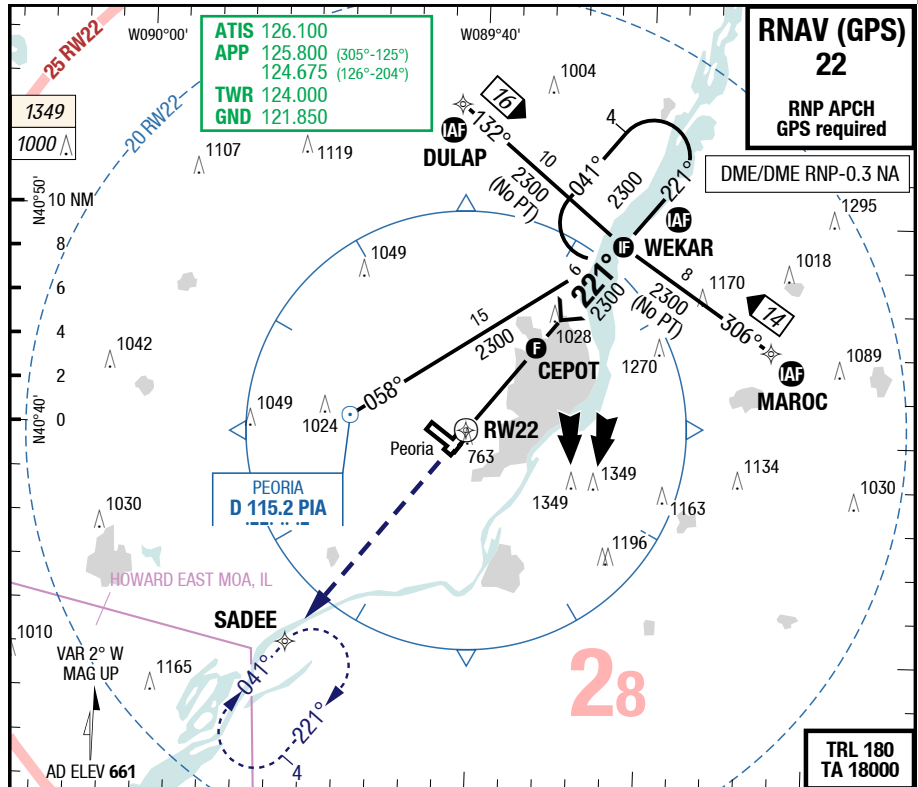 25 RW22
W090°00'
ATIS 126.100
APP 125.800 (305°-125°)
124.675 (126°-204°)
TWR 124.000
GND 121.850
W089°40'
RNAV (GPS)
22
RNP APCH
GPS required
DME/DME RNP-0.3 NA
1349
1000
20 RW22
1107
1119
1004
16
132°
IAF
DULAP
10
2300
(No PT)
4
041°
2300
221°
IAF
WEKAR
IF
1295
1018
N40°50'
10 NM
8
6
4
2
0
N40°40'
1049
6
221°
2300
8
2300
(No PT)
1170
14
306°
IAF
MAROC
1089
15
2300
058°
1028
F
CEPOT
1270
1042
1049
1024
Peoria
RW22
763
1349
1349
1134
1163
1030
1196
PEORIA
D 115.2 PIA
1030
HOWARD EAST MOA, IL
SADEE
1010
VAR 2° W
MAG UP
1165
041°
221°
4
28
AD ELEV 661
TRL 180
TA 18000